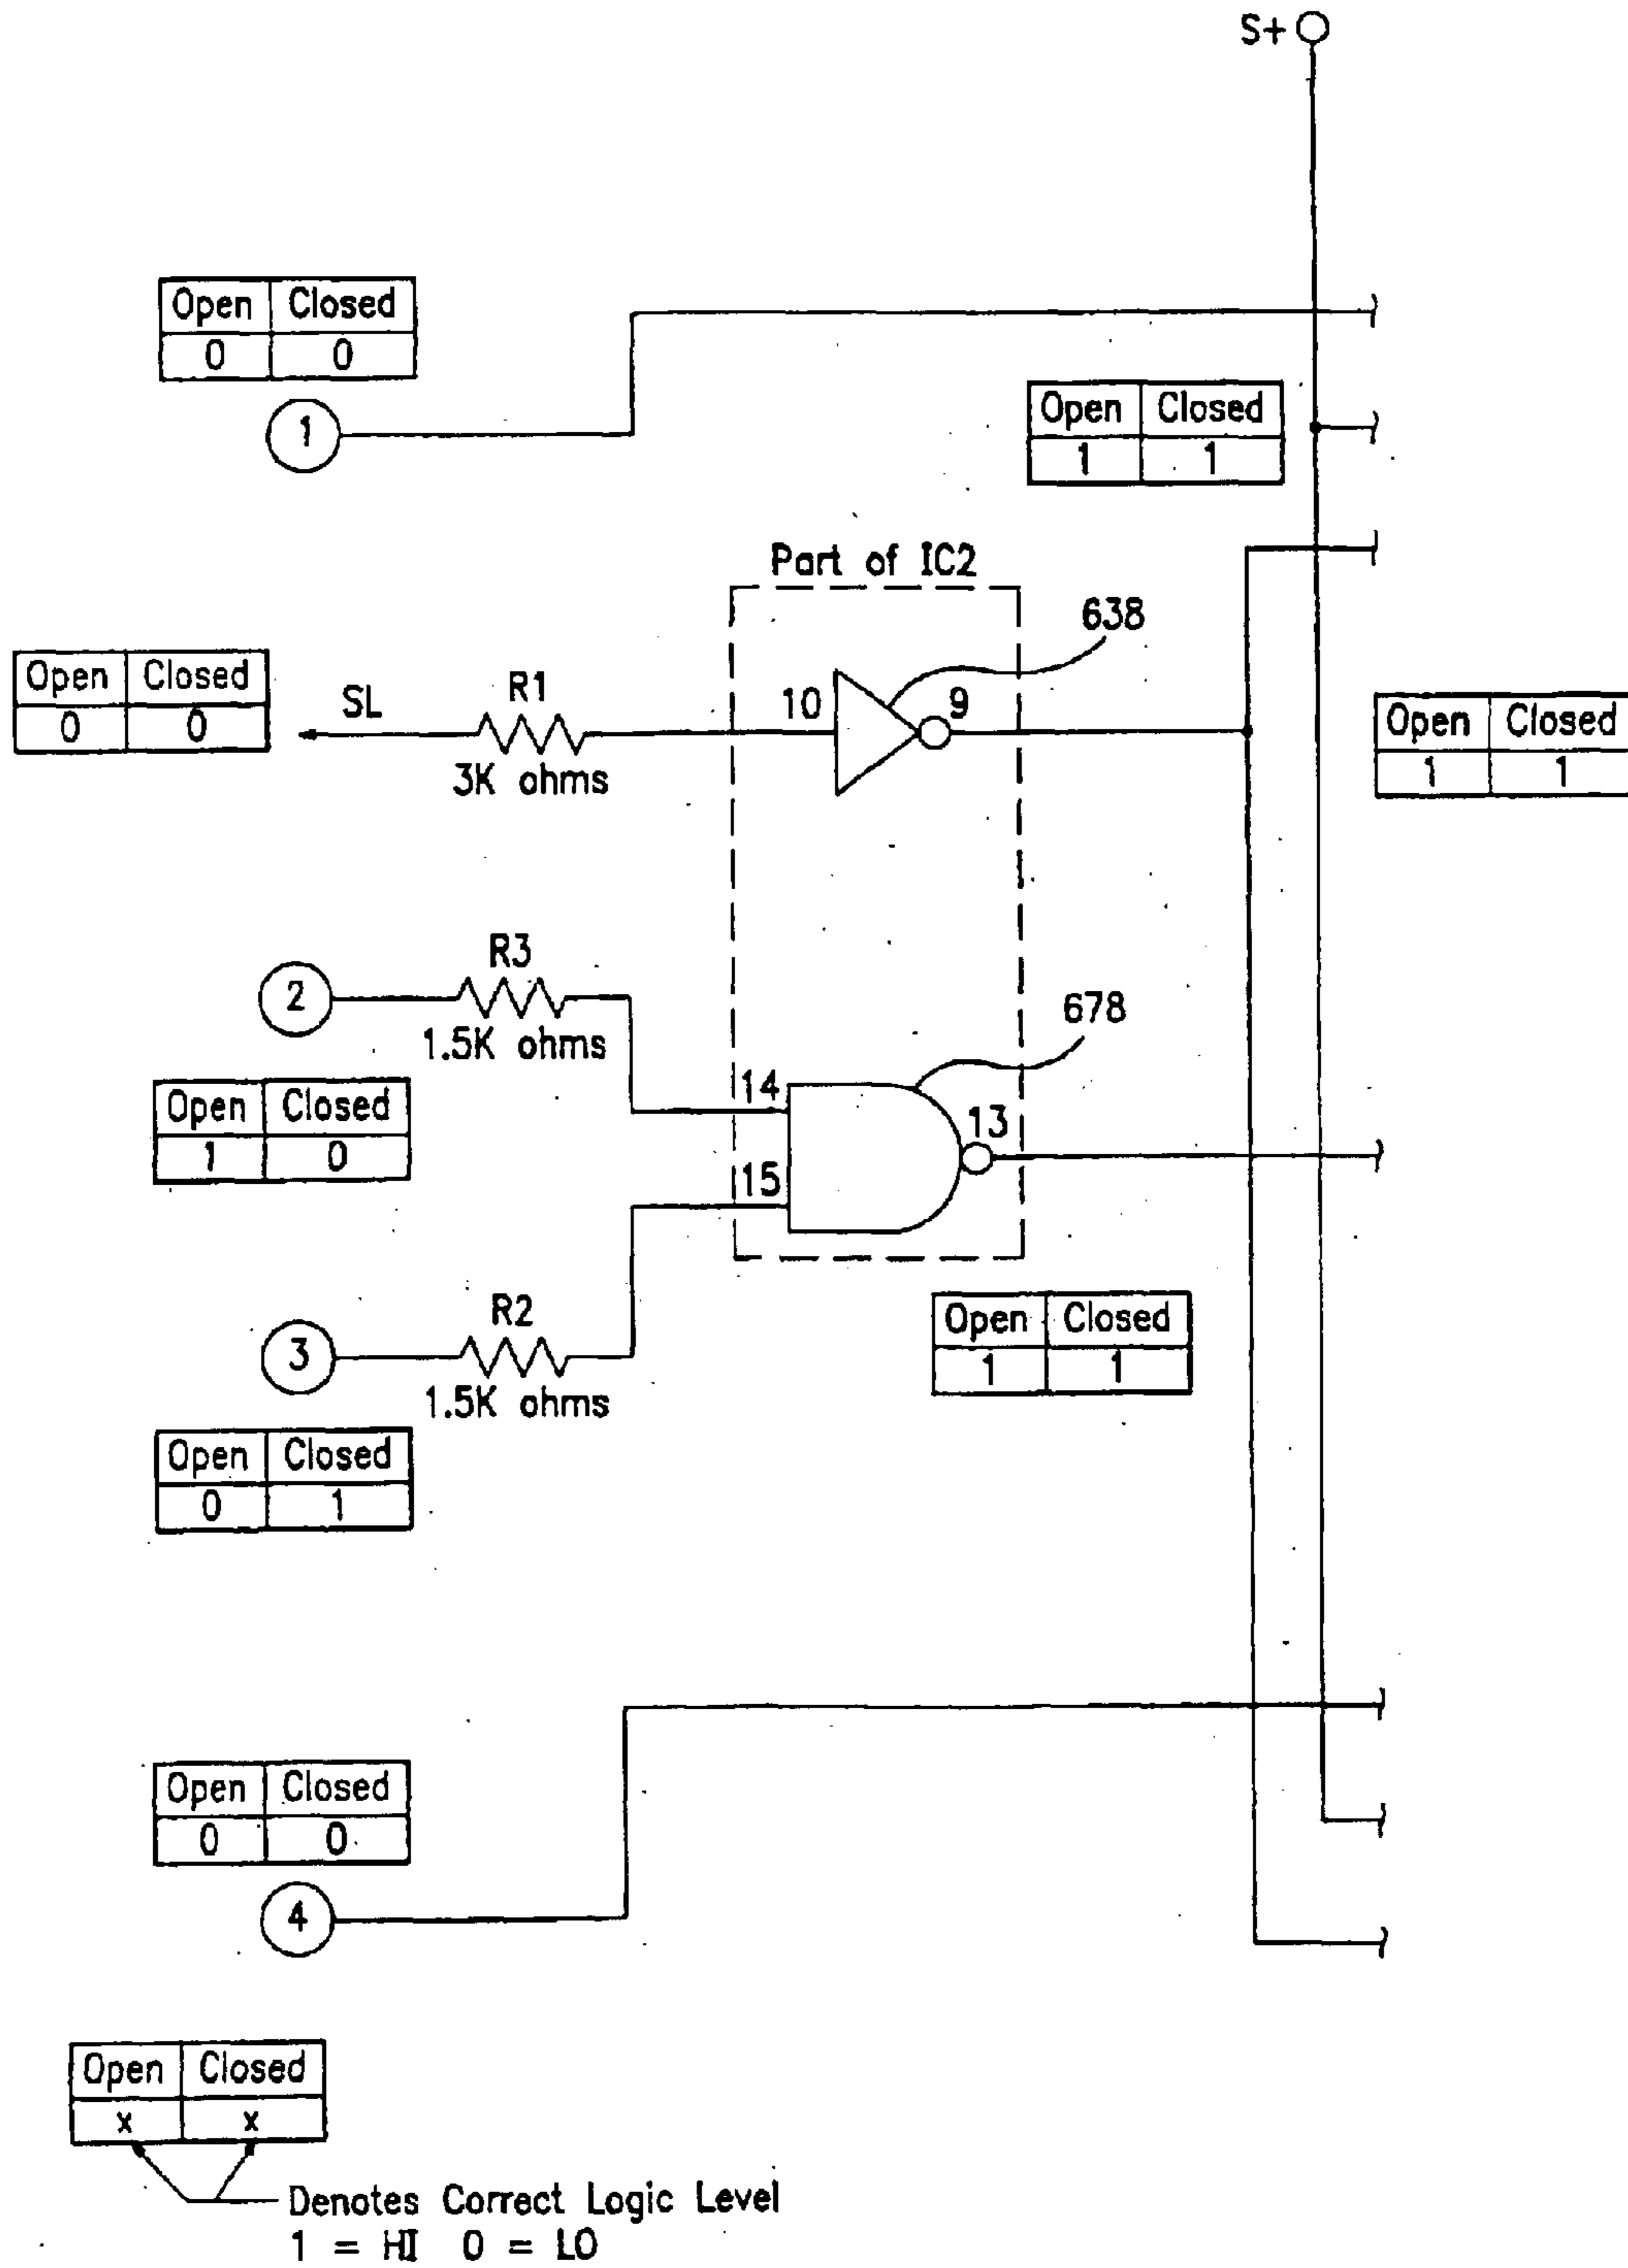 S+
Open Closed
0 0
1
Open Closed
1 1
Part of IC2
638
Open Closed
0 0
SL
R1
3K ohms
10
9
Open Closed
1 1
2
R3
1.5K ohms
678
Open Closed
1 0
14
13
15
3
R2
1.5K ohms
Open Closed
1 1
Open Closed
0 1
Open Closed
0 0
4
Open Closed
x x
Denotes Correct Logic Level
1 = HI 0 = LO